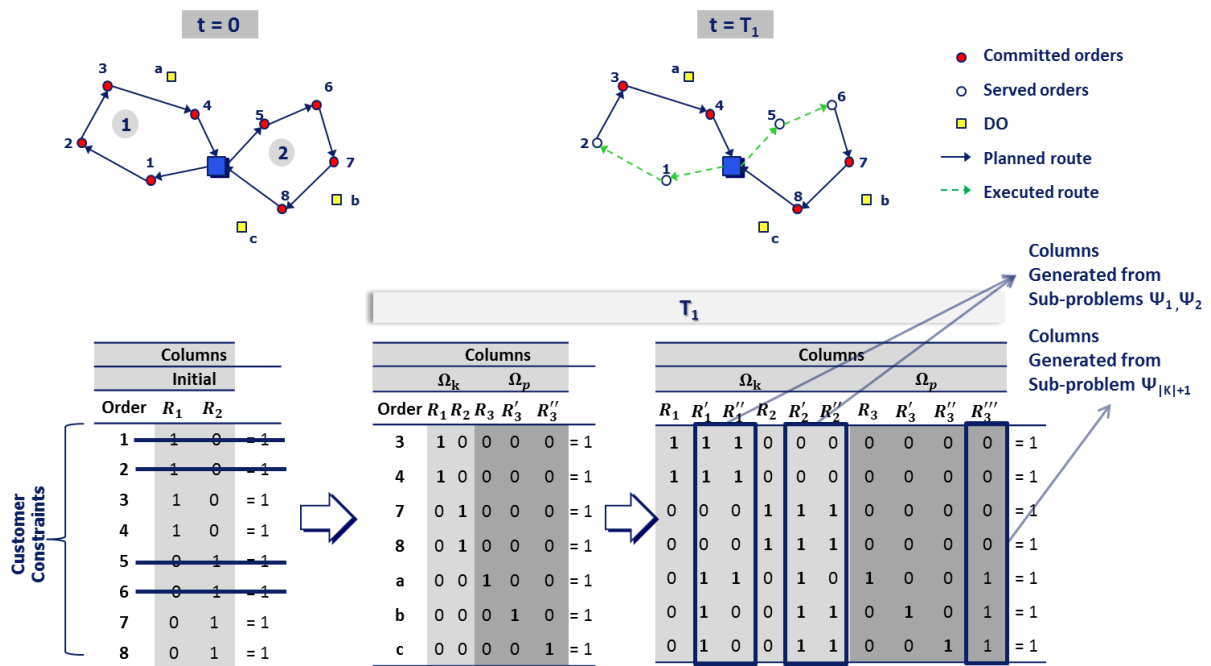 t = 0
t = T1
3
a
4
5
6
1
2
2
1
7
8
b
c
3
a
4
5
6
2
1
7
8
b
c
Committed orders
Served orders
DO
Planned route
Executed route
Columns
Generated from
Sub-problems Ψ1,Ψ2
Columns
Generated from
Sub-problem Ψ|K|+1
T1
Customer Constraints
Columns
Initial
Order R1 R2
1 1 0 = 1
2 1 0 = 1
3 1 0 = 1
4 1 0 = 1
5 0 1 = 1
6 0 1 = 1
7 0 1 = 1
8 0 1 = 1
Columns
Ωk Ωp
Order R1 R2 R3 R3′ R3′′
3 1 0 0 0 0 = 1
4 1 0 0 0 0 = 1
7 0 1 0 0 0 = 1
8 0 1 0 0 0 = 1
a 0 0 1 0 0 = 1
b 0 0 0 1 0 = 1
c 0 0 0 0 1 = 1
Columns
Ωk Ωp
R1 R1′ R1′′ R2 R2′ R2′′ R3 R3′ R3′′ R3′′′
1 1 1 0 0 0 0 0 0 0 = 1
1 1 1 0 0 0 0 0 0 0 = 1
0 0 0 1 1 1 0 0 0 0 = 1
0 0 0 1 1 1 0 0 0 0 = 1
0 1 1 0 1 0 1 0 0 1 = 1
0 1 0 0 1 1 0 1 0 1 = 1
0 1 0 0 1 1 0 0 1 1 = 1